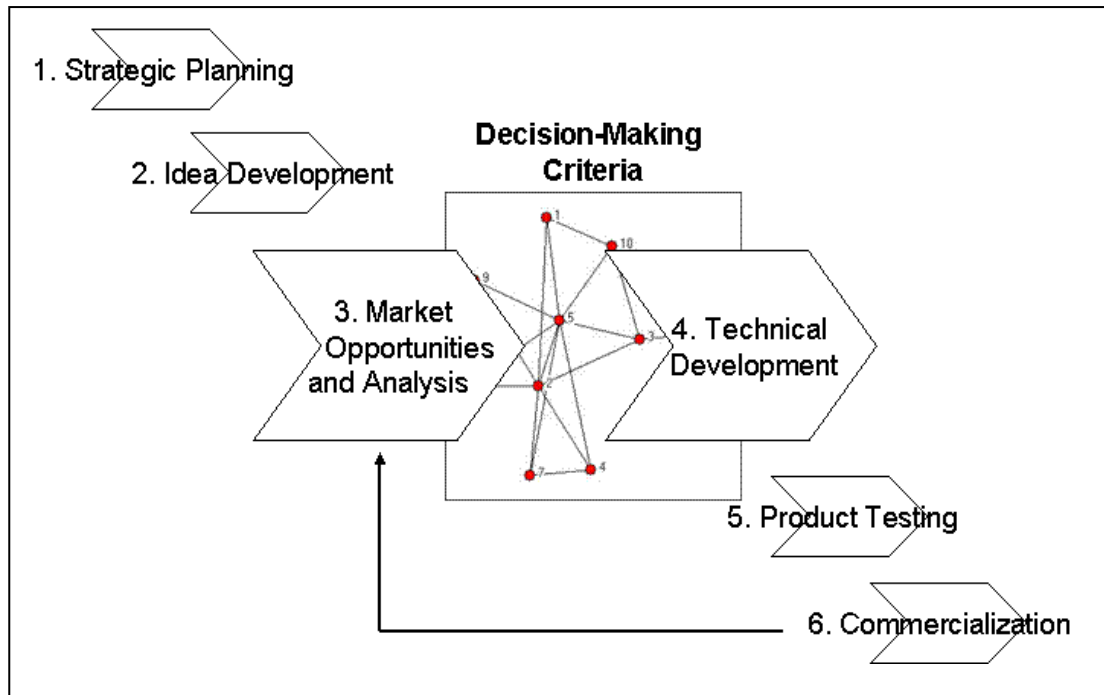 1. Strategic Planning
2. Idea Development
Decision-Making
Criteria
1
10
9
3. Market
Opportunities
and Analysis
5
3
4. Technical
Development
2
7
4
5. Product Testing
6. Commercialization